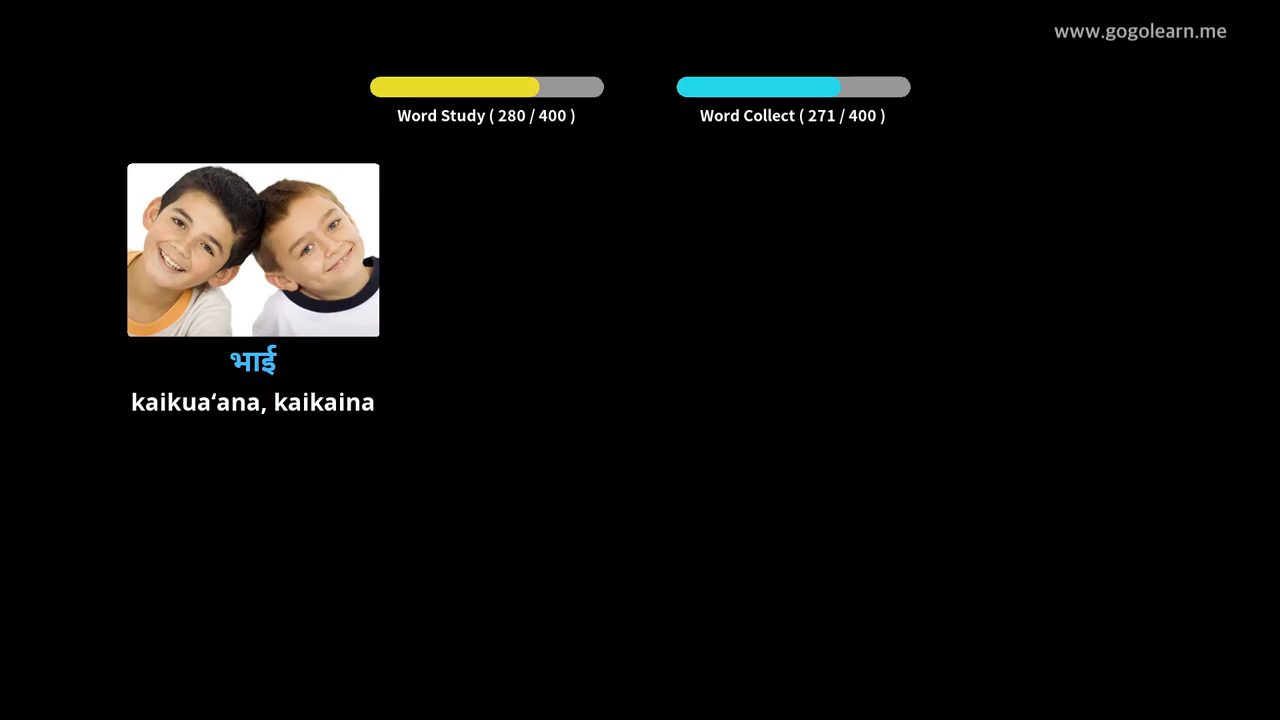 www.gogolearn.me
Word Study ( 280 / 400 )
Word Collect ( 271 / 400 )
भाई
kaikuaʻana, kaikaina